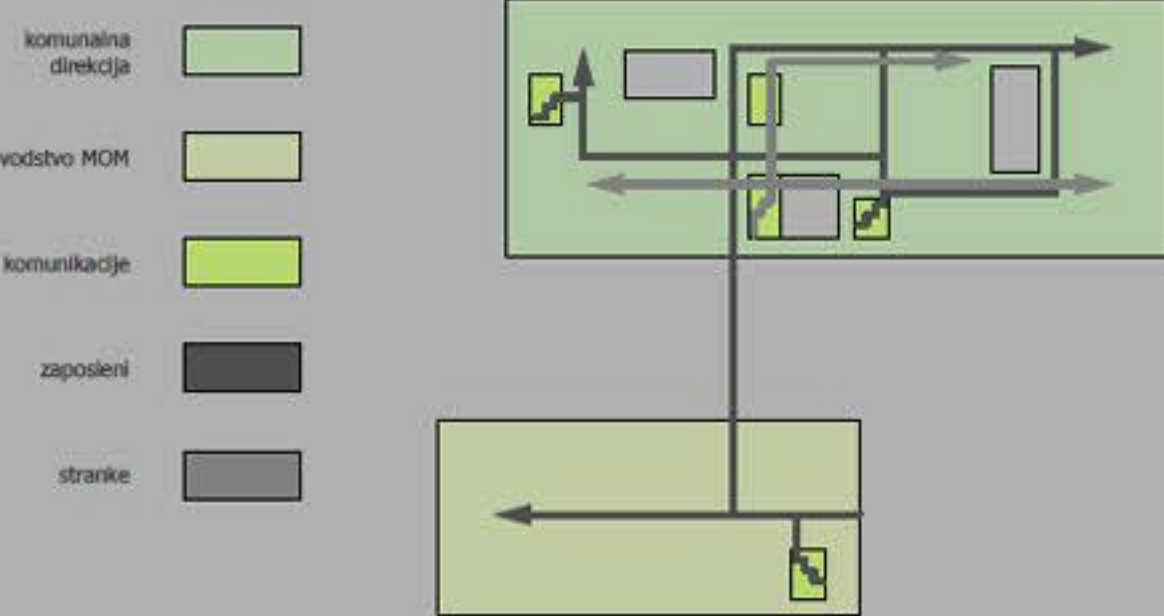 komunalna
direkcija
vodstvo MOM
komunikacije
zaposleni
stranke